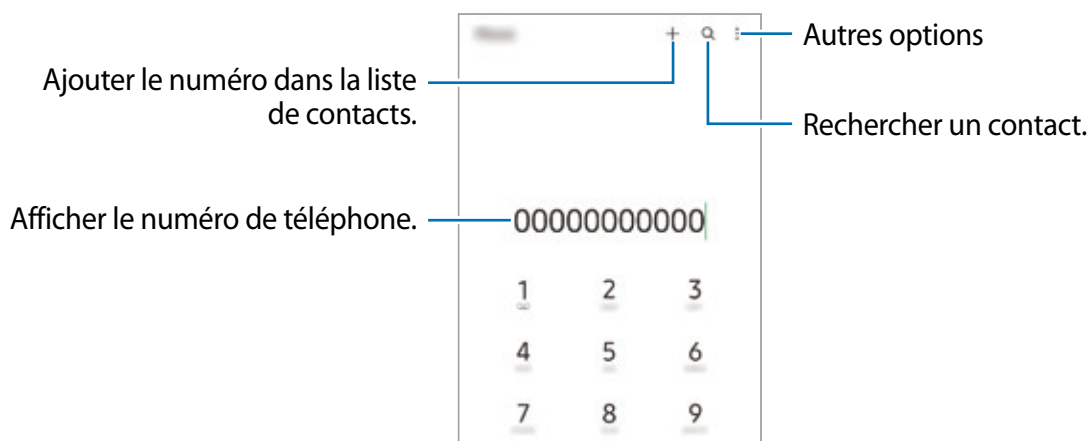 Autres options
Ajouter le numéro dans la liste
de contacts.
Rechercher un contact.
Afficher le numéro de téléphone.
00000000000
1 2 3
4 5 6
7 8 9